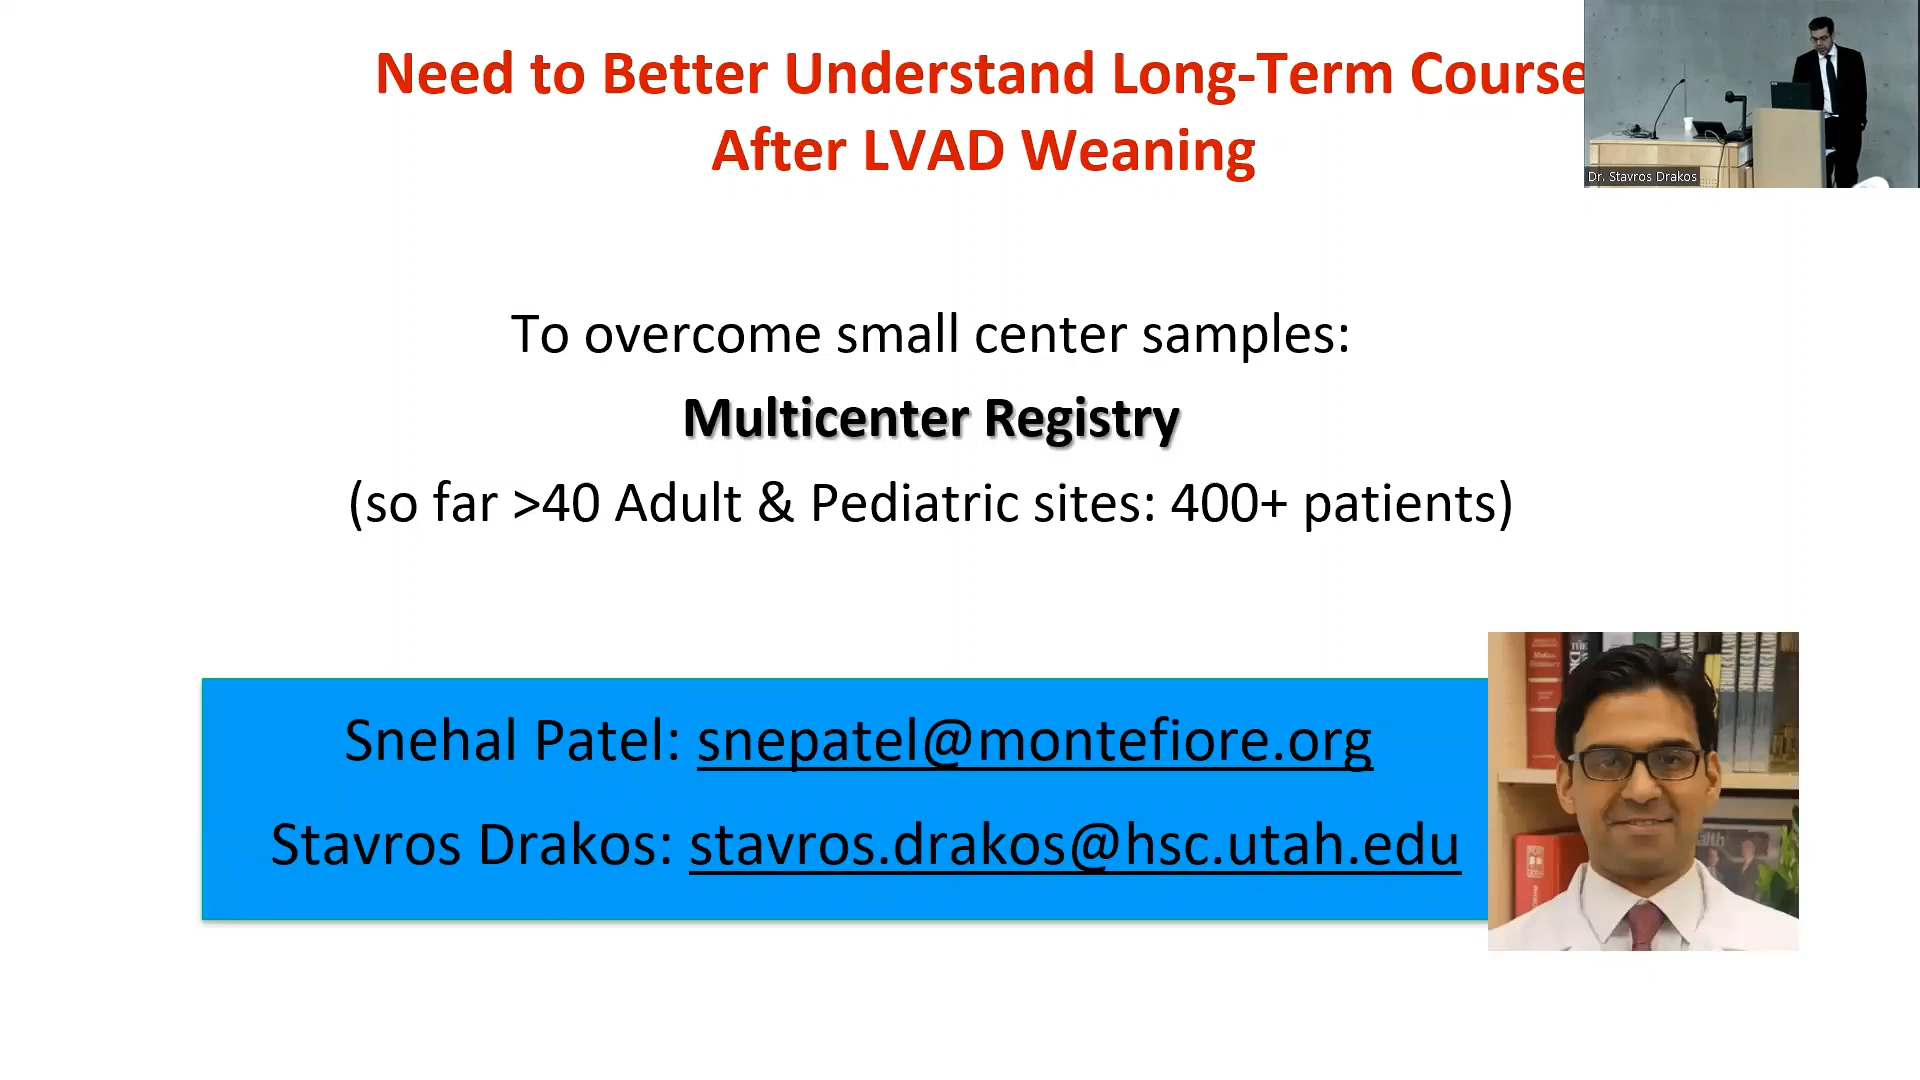 Need to Better Understand Long-Term Course
After LVAD Weaning
Dr. Stavros Drakos
To overcome small center samples:
Multicenter Registry
(so far >40 Adult & Pediatric sites: 400+ patients)
Snehal Patel: snepatel@montefiore.org
Stavros Drakos: stavros.drakos@hsc.utah.edu